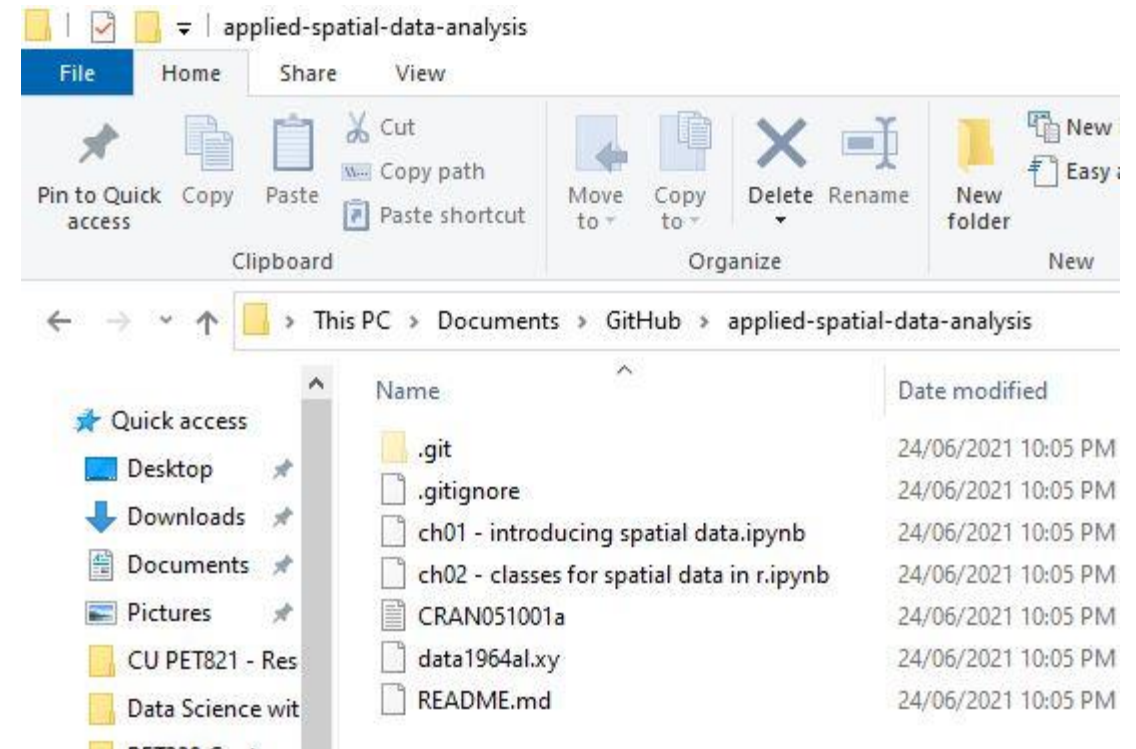 applied-spatial-data-analysis
File Home Share View
Pin to Quick access
Copy
Paste
Cut
Copy path
Paste shortcut
Move to
Copy to
Delete
Rename
New folder
New
Easy
Clipboard Organize New
This PC > Documents > GitHub > applied-spatial-data-analysis
Quick access
Desktop
Downloads
Documents
Pictures
CU PET821 - Res
Data Science wit
Name Date modified
.git 24/06/2021 10:05 PM
.gitignore 24/06/2021 10:05 PM
ch01 - introducing spatial data.ipynb 24/06/2021 10:05 PM
ch02 - classes for spatial data in r.ipynb 24/06/2021 10:05 PM
CRAN051001a 24/06/2021 10:05 PM
data1964al.xy 24/06/2021 10:05 PM
README.md 24/06/2021 10:05 PM